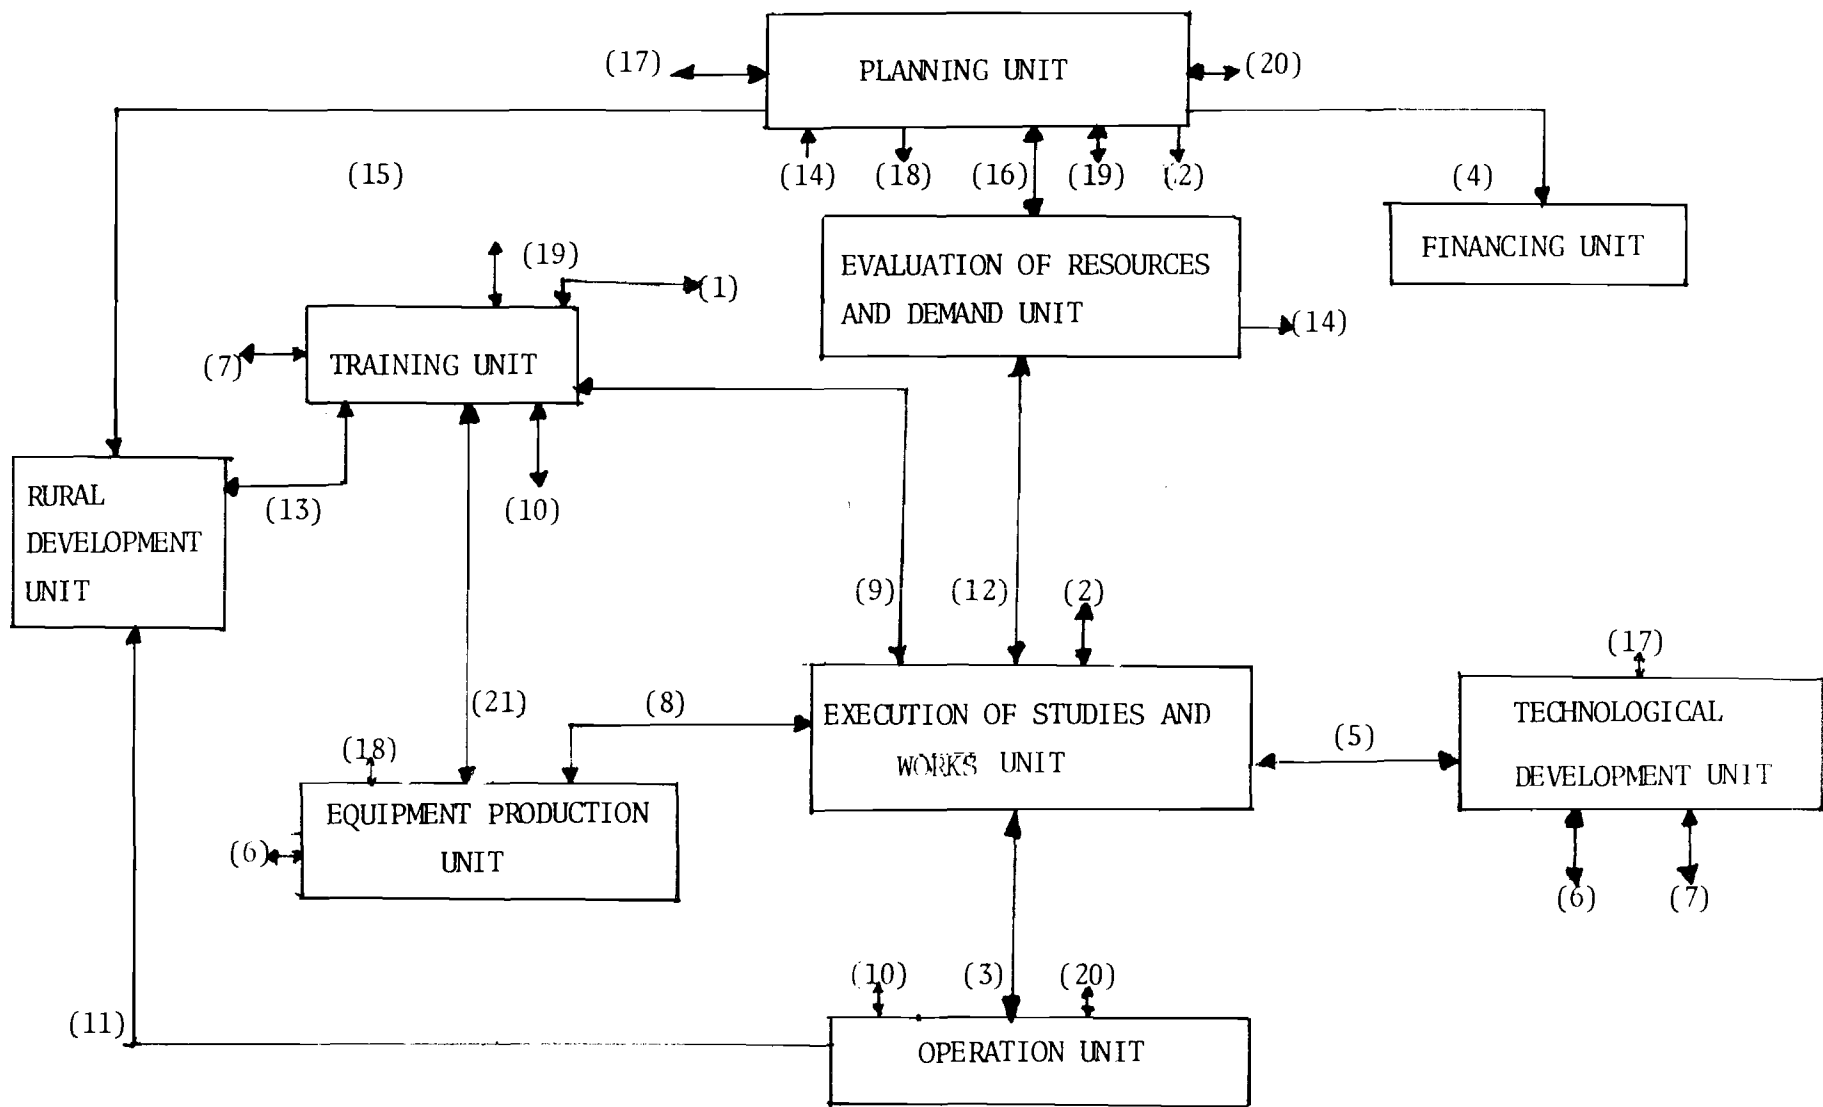 PLANNING UNIT
(17)
(20)
(15)
(14)
(18)
(16)
(19)
(2)
(4)
FINANCING UNIT
EVALUATION OF RESOURCES
AND DEMAND UNIT
(14)
(19)
(1)
(7)
TRAINING UNIT
RURAL
DEVELOPMENT
UNIT
(13)
(10)
(9)
(12)
(2)
(17)
(21)
(8)
EXECUTION OF STUDIES AND
WORKS UNIT
(5)
TECHNOLOGICAL
DEVELOPMENT UNIT
(18)
EQUIPMENT PRODUCTION
UNIT
(6)
(6)
(7)
(10)
(3)
(20)
(11)
OPERATION UNIT